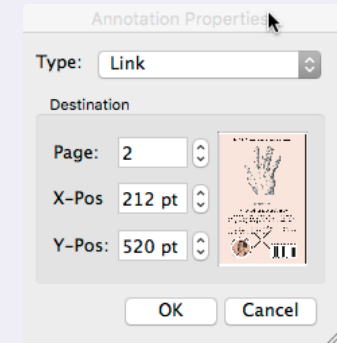 Annotation Properties
Type: Link
Destination
Page: 2
X-Pos 212 pt
Y-Pos: 520 pt
OK Cancel